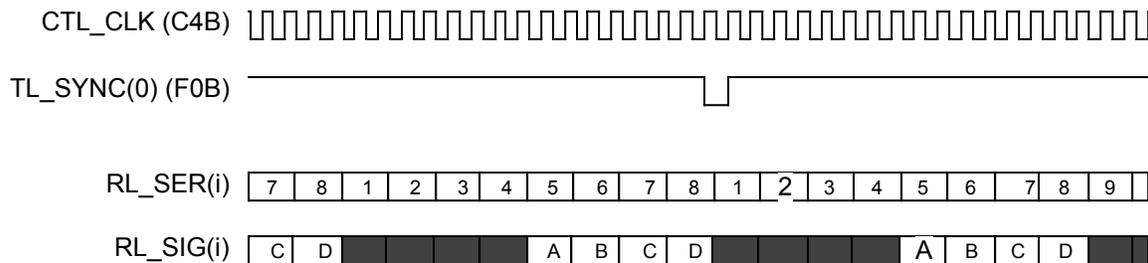 CTL_CLK (C4B)
TL_SYNC(0) (F0B)
RL_SER(i) 7 8 1 2 3 4 5 6 7 8 1 2 3 4 5 6 7 8 9
RL_SIG(i) C D A B C D A B C D